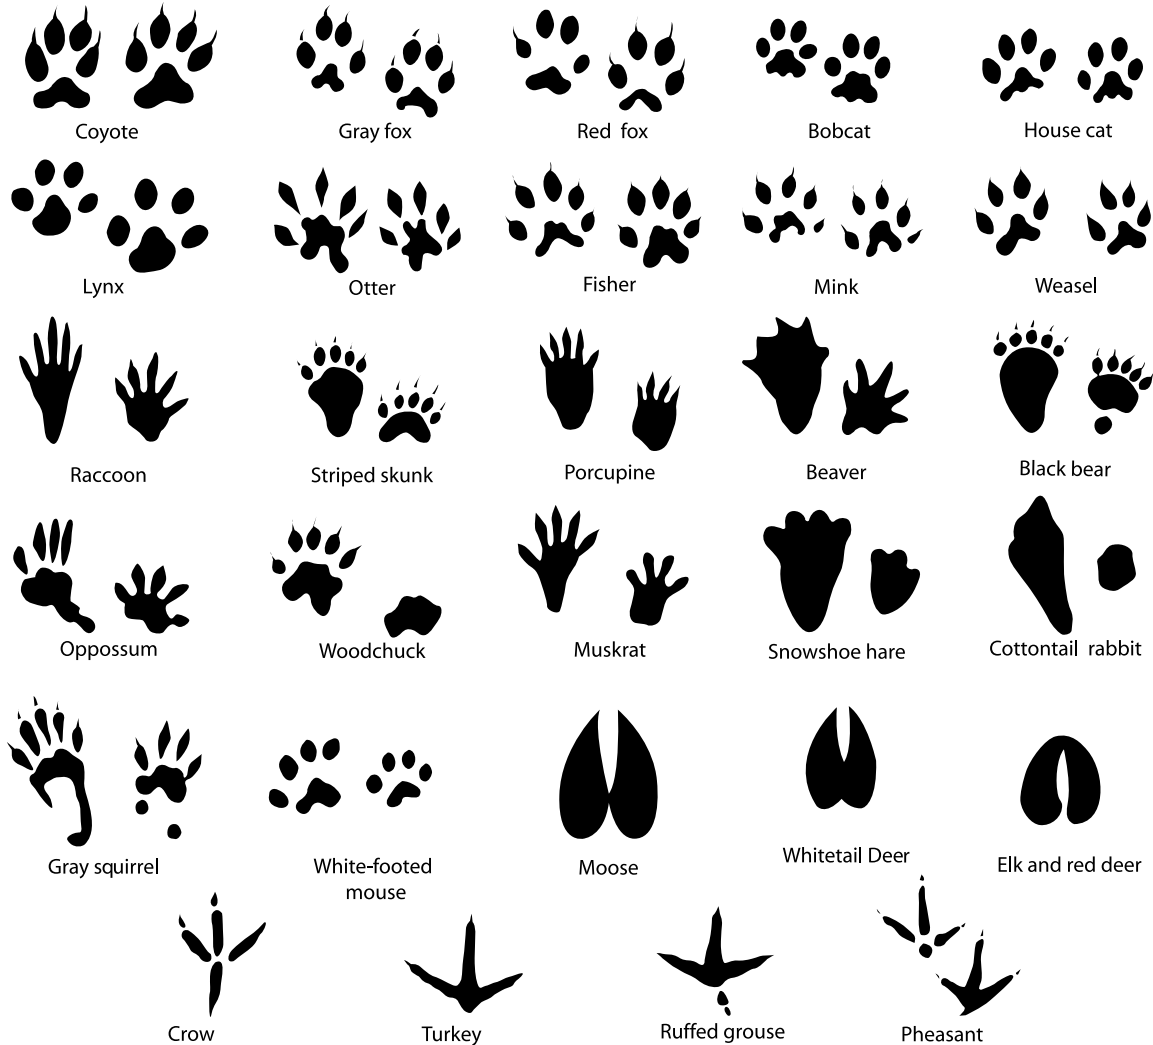 Coyote
Gray fox
Red fox
Bobcat
House cat
Lynx
Otter
Fisher
Mink
Weasel
Raccoon
Striped skunk
Porcupine
Beaver
Black bear
Oppossum
Woodchuck
Muskrat
Snowshoe hare
Cottontail rabbit
Gray squirrel
White-footed
mouse
Moose
Whitetail Deer
Elk and red deer
Crow
Turkey
Ruffed grouse
Pheasant